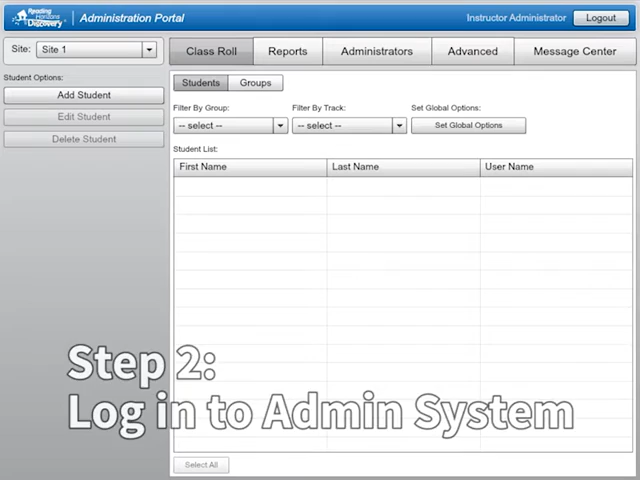 Reading Horizons Discovery
Administration Portal
Instructor Administrator
Logout
Site:
Site 1
Class Roll
Reports
Administrators
Advanced
Message Center
Student Options:
Add Student
Edit Student
Delete Student
Students
Groups
Filter By Group:
Filter By Track:
Set Global Options:
-- select --
-- select --
Set Global Options
Student List:
First Name
Last Name
User Name
Step 2:
Log in to Admin System
Select All